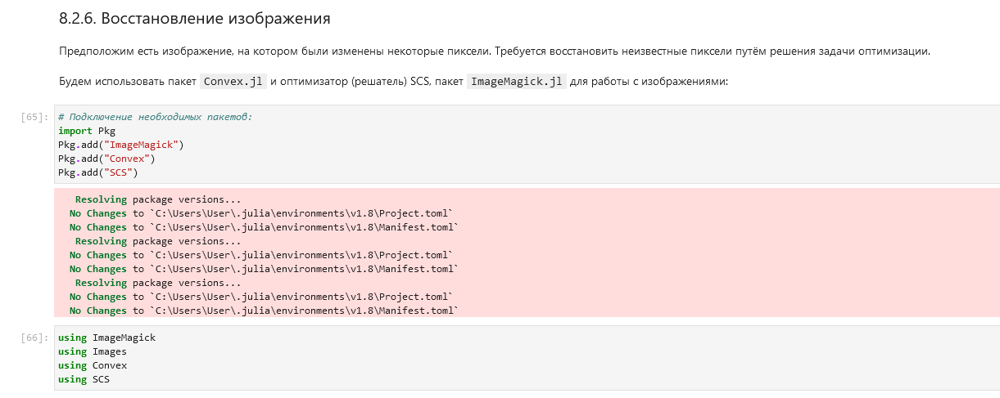 8.2.6. Восстановление изображения
Предположим есть изображение, на котором были изменены некоторые пиксели. Требуется восстановить неизвестные пиксели путём решения задачи оптимизации.
Будем использовать пакет Convex.jl и оптимизатор (решатель) SCS, пакет ImageMagick.jl для работы с изображениями:
[65]: # Подключение необходимых пакетов:
import Pkg
Pkg.add("ImageMagick")
Pkg.add("Convex")
Pkg.add("SCS")
Resolving package versions...
No Changes to `C:\Users\User\.julia\environments\v1.8\Project.toml`
No Changes to `C:\Users\User\.julia\environments\v1.8\Manifest.toml`
Resolving package versions...
No Changes to `C:\Users\User\.julia\environments\v1.8\Project.toml`
No Changes to `C:\Users\User\.julia\environments\v1.8\Manifest.toml`
Resolving package versions...
No Changes to `C:\Users\User\.julia\environments\v1.8\Project.toml`
No Changes to `C:\Users\User\.julia\environments\v1.8\Manifest.toml`
[66]: using ImageMagick
using Images
using Convex
using SCS